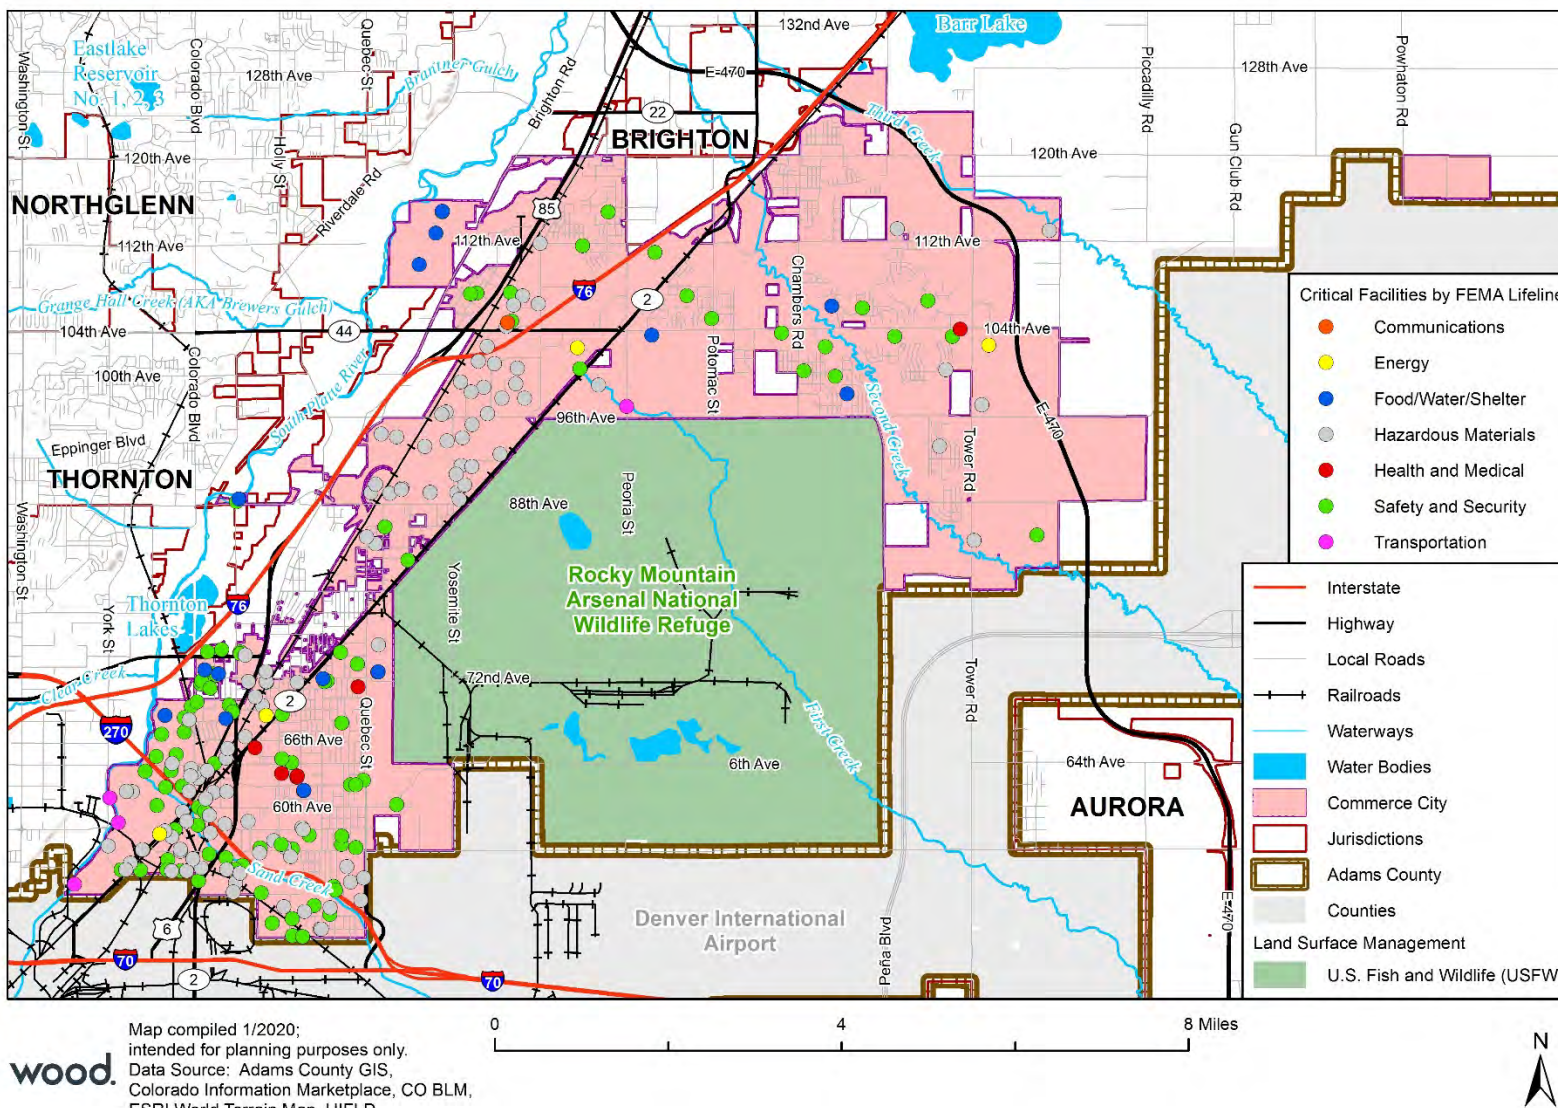 132nd Ave
Barr Lake
Eastlake
Reservoir
No. 1, 2, 3
Washington St
Colorado Blvd
Quebec St
128th Ave
Brantner Gulch
Brighton Rd
E-470
22
BRIGHTON
Third Creek
Piccadilly Rd
128th Ave
Powhaton Rd
Gun Club Rd
120th Ave
120th Ave
Holly St
Riverdale Rd
NORTHGLENN
85
112th Ave
112th Ave
112th Ave
Grange Hall Creek (AKA Brewers Gulch)
104th Ave
44
76
2
Chambers Rd
104th Ave
Colorado Blvd
100th Ave
South Platte River
Potomac St
Second Creek
E-470
96th Ave
Eppinger Blvd
THORNTON
Tower Rd
Peoria St
88th Ave
Washington St
Yosemite St
Rocky Mountain
Arsenal National
Wildlife Refuge
76
Thornton
Lakes
York St
Clear Creek
72nd Ave
2
Tower Rd
270
66th Ave
Quebec St
First Creek
6th Ave
64th Ave
AURORA
60th Ave
Sand Creek
Denver International
Airport
Peña Blvd
E-470
6
70
2
70
Critical Facilities by FEMA Lifeline
Communications
Energy
Food/Water/Shelter
Hazardous Materials
Health and Medical
Safety and Security
Transportation
Interstate
Highway
Local Roads
Railroads
Waterways
Water Bodies
Commerce City
Jurisdictions
Adams County
Counties
Land Surface Management
U.S. Fish and Wildlife (USFW
0 4 8 Miles
N
wood.
Map compiled 1/2020;
intended for planning purposes only.
Data Source: Adams County GIS,
Colorado Information Marketplace, CO BLM,
ESRI World Terrain Map, HIFLD